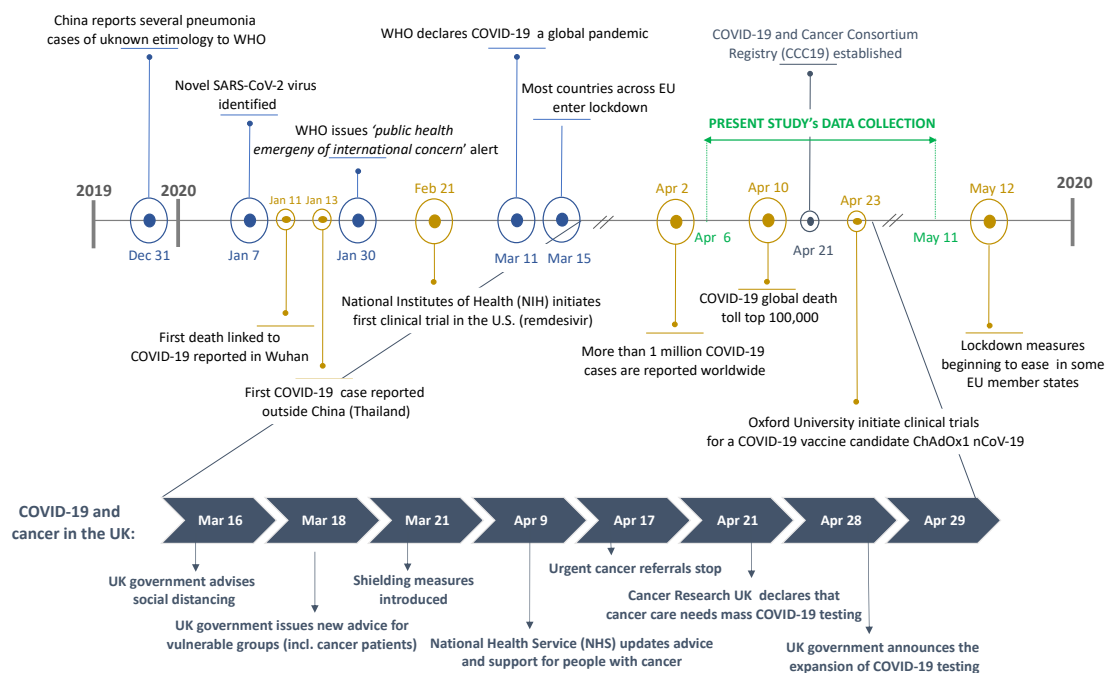 China reports several pneumonia
cases of uknown etimology to WHO
WHO declares COVID-19 a global pandemic
COVID-19 and Cancer Consortium
Registry (CCC19) established
Novel SARS-CoV-2 virus
identified
Most countries across EU
enter lockdown
WHO issues ‘public health
emergeny of international concern’ alert
PRESENT STUDY's DATA COLLECTION
2019
2020
Jan 11
Jan 13
Feb 21
Apr 2
Apr 10
Apr 23
May 12
2020
Dec 31
Jan 7
Jan 30
Mar 11
Mar 15
Apr 6
Apr 21
May 11
National Institutes of Health (NIH) initiates
first clinical trial in the U.S. (remdesivir)
COVID-19 global death
toll top 100,000
First death linked to
COVID-19 reported in Wuhan
More than 1 million COVID-19
cases are reported worldwide
Lockdown measures
beginning to ease in some
EU member states
First COVID-19 case reported
outside China (Thailand)
Oxford University initiate clinical trials
for a COVID-19 vaccine candidate ChAdOx1 nCoV-19
COVID-19 and
cancer in the UK:
Mar 16
Mar 18
Mar 21
Apr 9
Apr 17
Apr 21
Apr 28
Apr 29
UK government advises
social distancing
Shielding measures
introduced
Urgent cancer referrals stop
Cancer Research UK declares that
cancer care needs mass COVID-19 testing
UK government issues new advice for
vulnerable groups (incl. cancer patients)
National Health Service (NHS) updates advice
and support for people with cancer
UK government announces the
expansion of COVID-19 testing